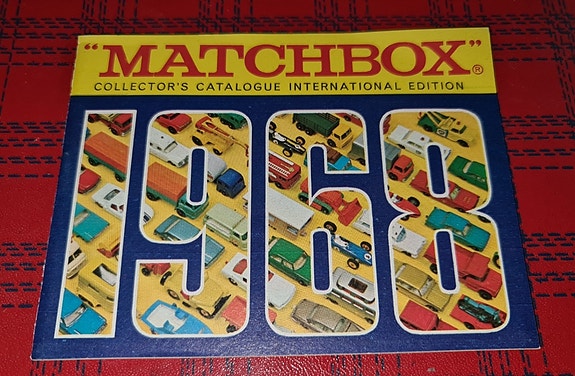 "MATCHBOX"®
COLLECTOR'S CATALOGUE INTERNATIONAL EDITION
1968